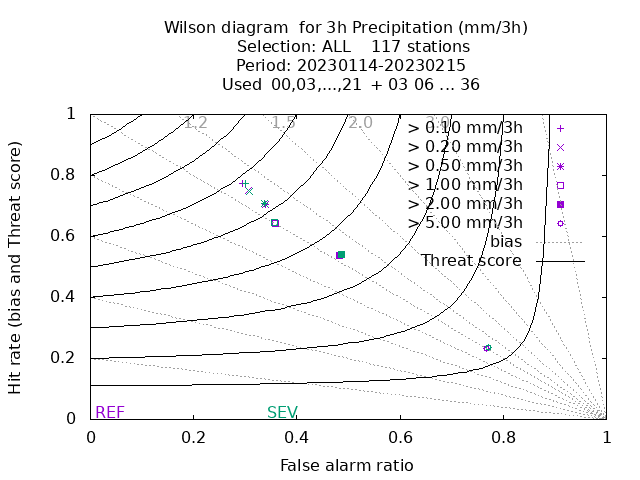 Wilson diagram  for 3h Precipitation (mm/3h)
Selection: ALL    117 stations
Period: 20230114-20230215
Used  00,03,...,21  + 03 06 ... 36
1.2 1.5 2.0 3.0
> 0.10 mm/3h
> 0.20 mm/3h
> 0.50 mm/3h
> 1.00 mm/3h
> 2.00 mm/3h
> 5.00 mm/3h
bias
Threat score
Hit rate (bias and Threat score)
1
0.8
0.6
0.4
0.2
0
REF SEV
0 0.2 0.4 0.6 0.8 1
False alarm ratio